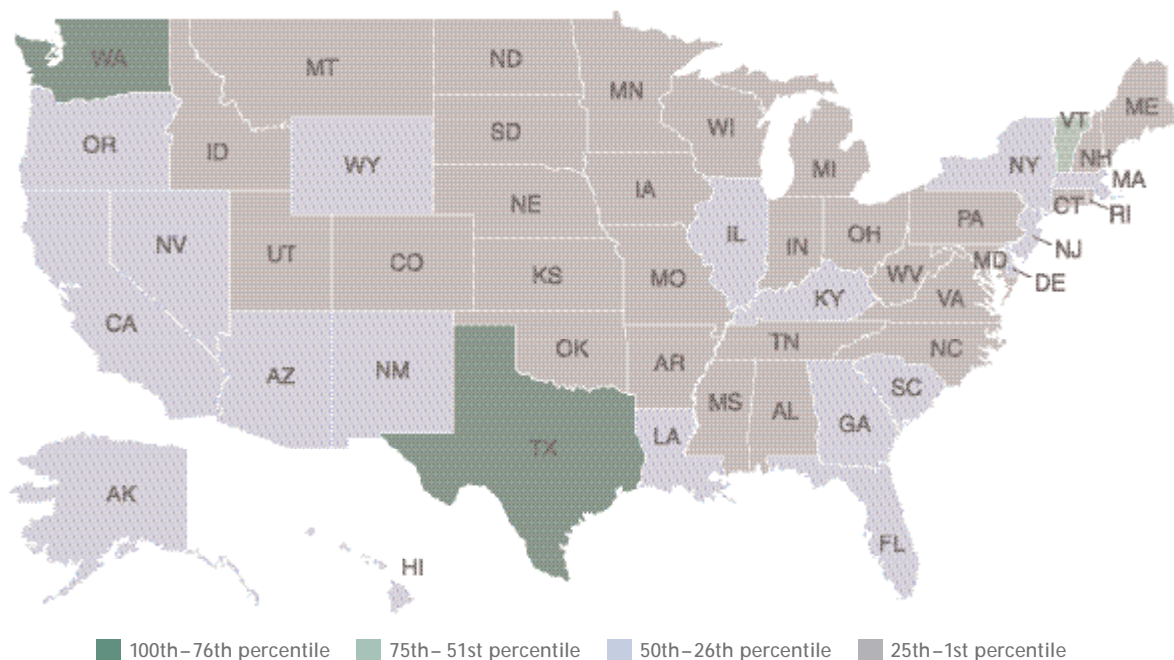 WA
MT
ND
MN
ME
VT
OR
ID
SD
WI
NH
WY
MI
NY
MA
IA
NE
CT
RI
NV
IL
PA
OH
IN
NJ
UT
CO
KS
MO
WV
MD
DE
KY
VA
CA
TN
NC
OK
AR
AZ
NM
SC
MS
AL
GA
LA
TX
AK
FL
HI
100th–76th percentile
75th–51st percentile
50th–26th percentile
25th–1st percentile